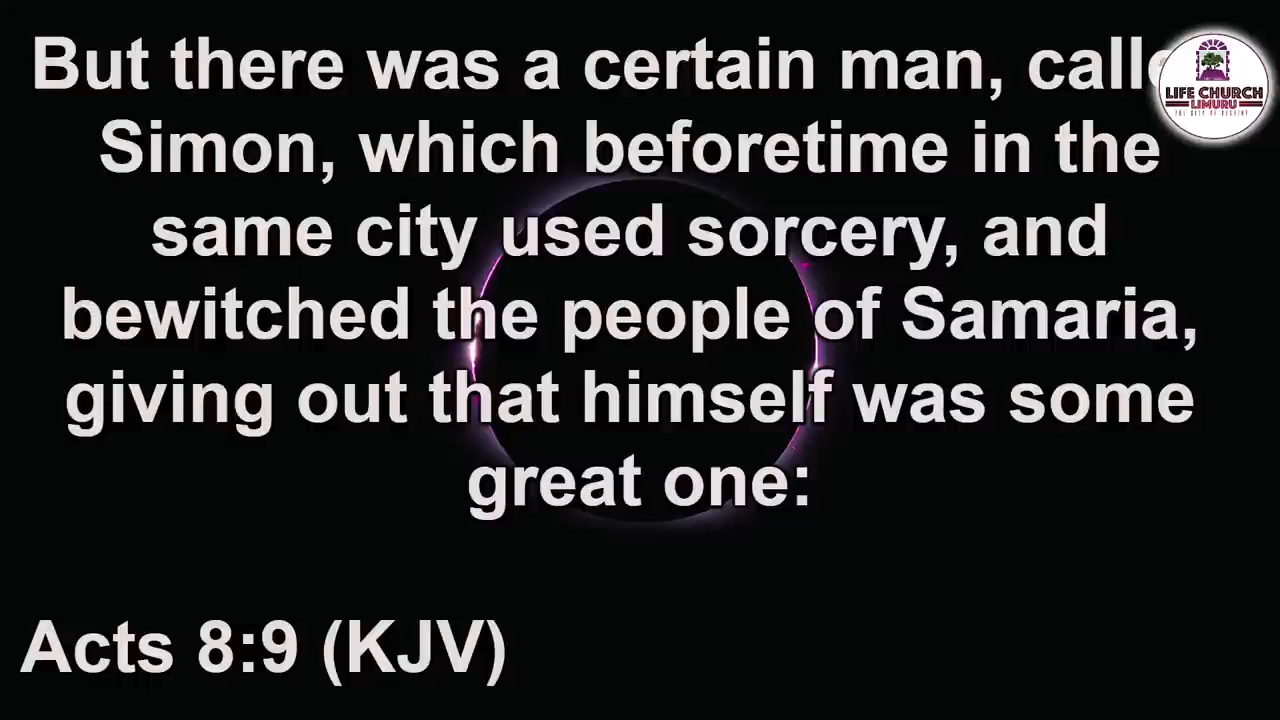 But there was a certain man, calle
Simon, which beforetime in the
same city used sorcery, and
bewitched the people of Samaria,
giving out that himself was some
great one:
Acts 8:9 (KJV)
LIFE CHURCH
LIMURU